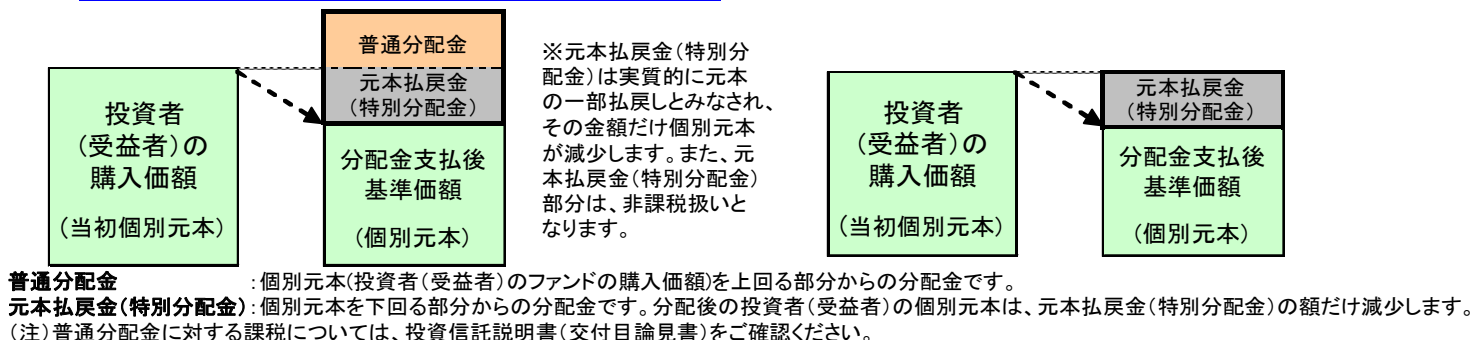 普通分配金
元本払戻金
(特別分配金)
投資者
(受益者)の
購入価額
(当初個別元本)
分配金支払後
基準価額
(個別元本)
※元本払戻金(特別分
配金)は実質的に元本
の一部払戻しとみなされ、
その金額だけ個別元本
が減少します。また、元
本払戻金(特別分配金)
部分は、非課税扱いと
なります。
投資者
(受益者)の
購入価額
(当初個別元本)
元本払戻金
(特別分配金)
分配金支払後
基準価額
(個別元本)
普通分配金 :個別元本(投資者(受益者)のファンドの購入価額)を上回る部分からの分配金です。
元本払戻金(特別分配金):個別元本を下回る部分からの分配金です。分配後の投資者(受益者)の個別元本は、元本払戻金(特別分配金)の額だけ減少します。
(注)普通分配金に対する課税については、投資信託説明書(交付目論見書)をご確認ください。